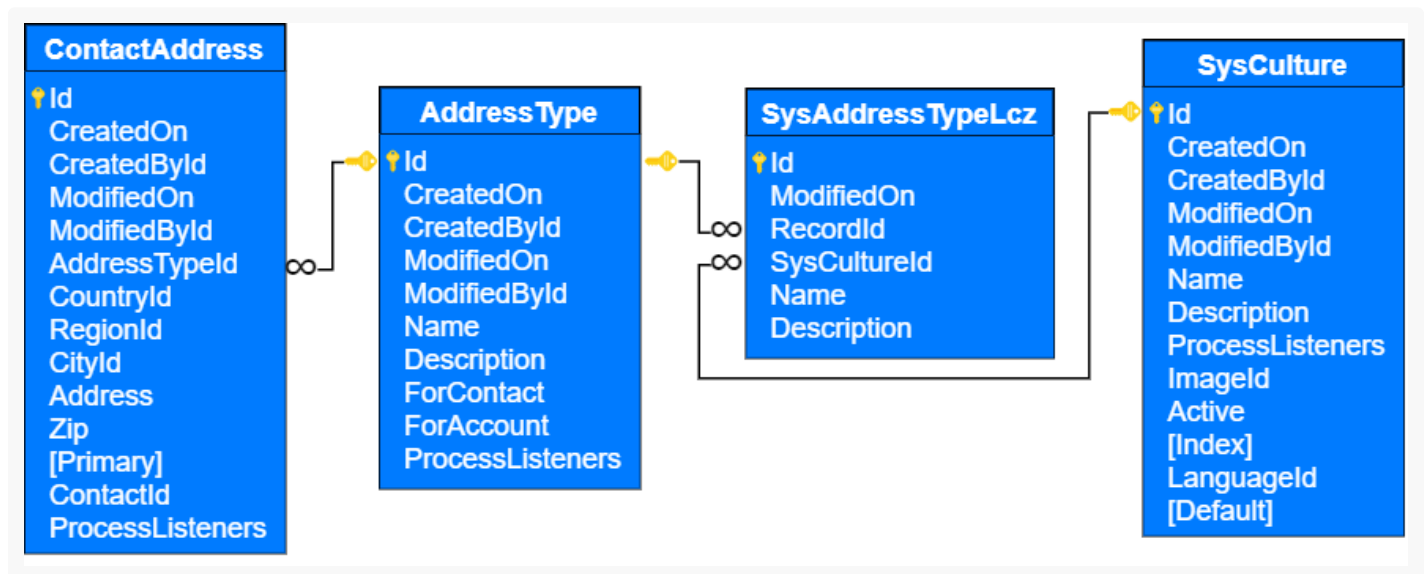 ContactAddress
Id
CreatedOn
CreatedById
ModifiedOn
ModifiedById
AddressTypeId
CountryId
RegionId
CityId
Address
Zip
[Primary]
ContactId
ProcessListeners
AddressType
Id
CreatedOn
CreatedById
ModifiedOn
ModifiedById
Name
Description
ForContact
ForAccount
ProcessListeners
SysAddressTypeLcz
Id
ModifiedOn
RecordId
SysCultureId
Name
Description
SysCulture
Id
CreatedOn
CreatedById
ModifiedOn
ModifiedById
Name
Description
ProcessListeners
ImageId
Active
[Index]
LanguageId
[Default]